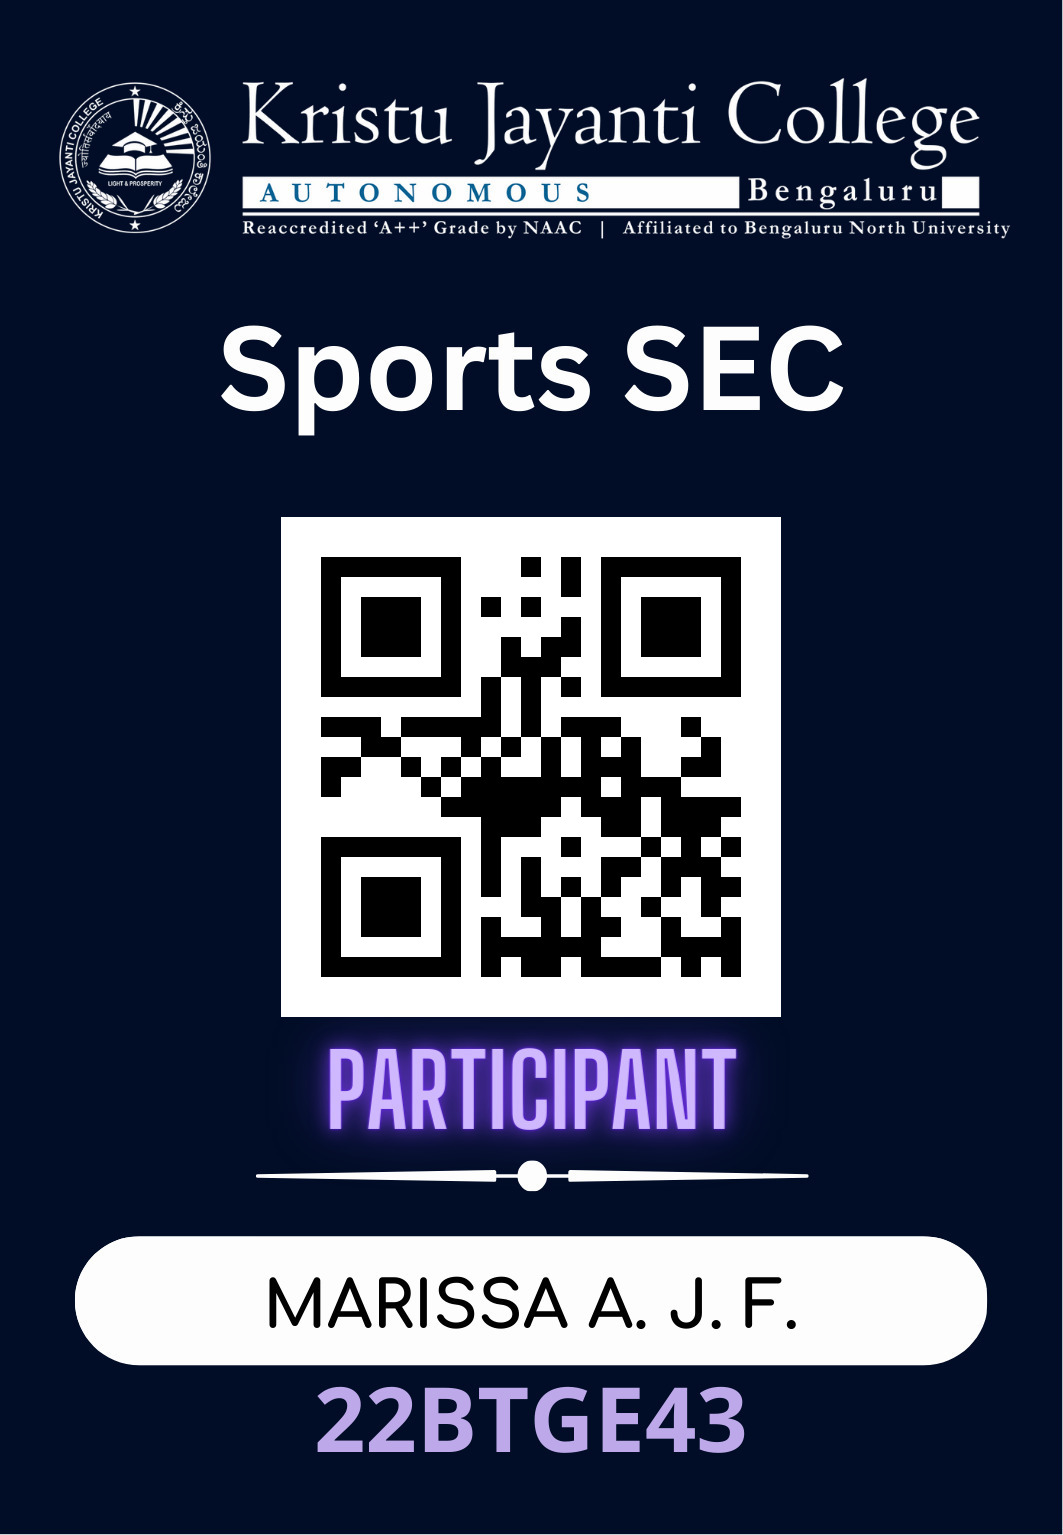 KRISTU JAYANTI COLLEGE
LIGHT & PROSPERITY
Kristu Jayanti College
AUTONOMOUS Bengaluru
Reaccredited ‘A++’ Grade by NAAC | Affiliated to Bengaluru North University
Sports SEC
PARTICIPANT
MARISSA A. J. F.
22BTGE43